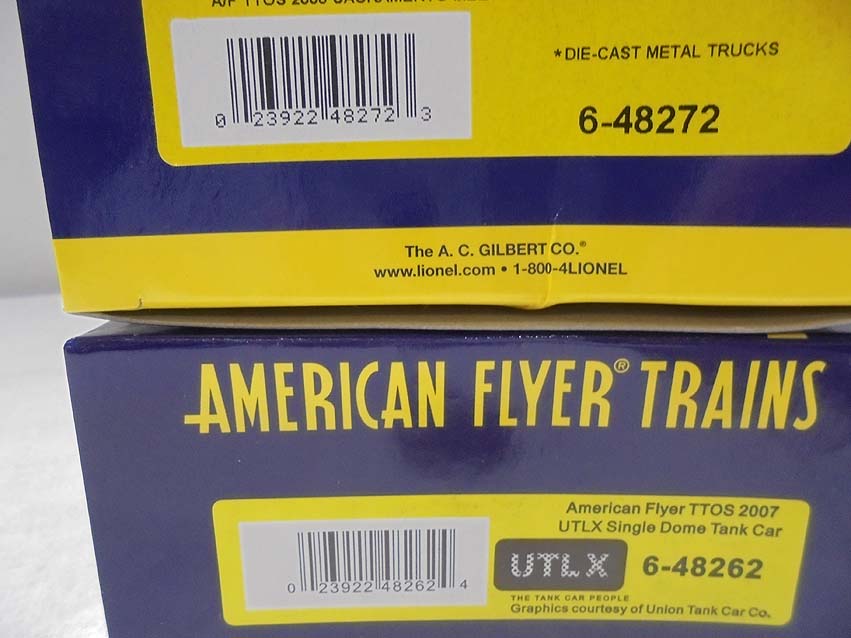 *DIE-CAST METAL TRUCKS
0 23922 48272 3
6-48272
The A. C. GILBERT CO.®
www.lionel.com • 1-800-4LIONEL
AMERICAN FLYER® TRAINS
American Flyer TTOS 2007
UTLX Single Dome Tank Car
0 23922 48262 4
UTLX 6-48262
THE TANK CAR PEOPLE
Graphics courtesy of Union Tank Car Co.